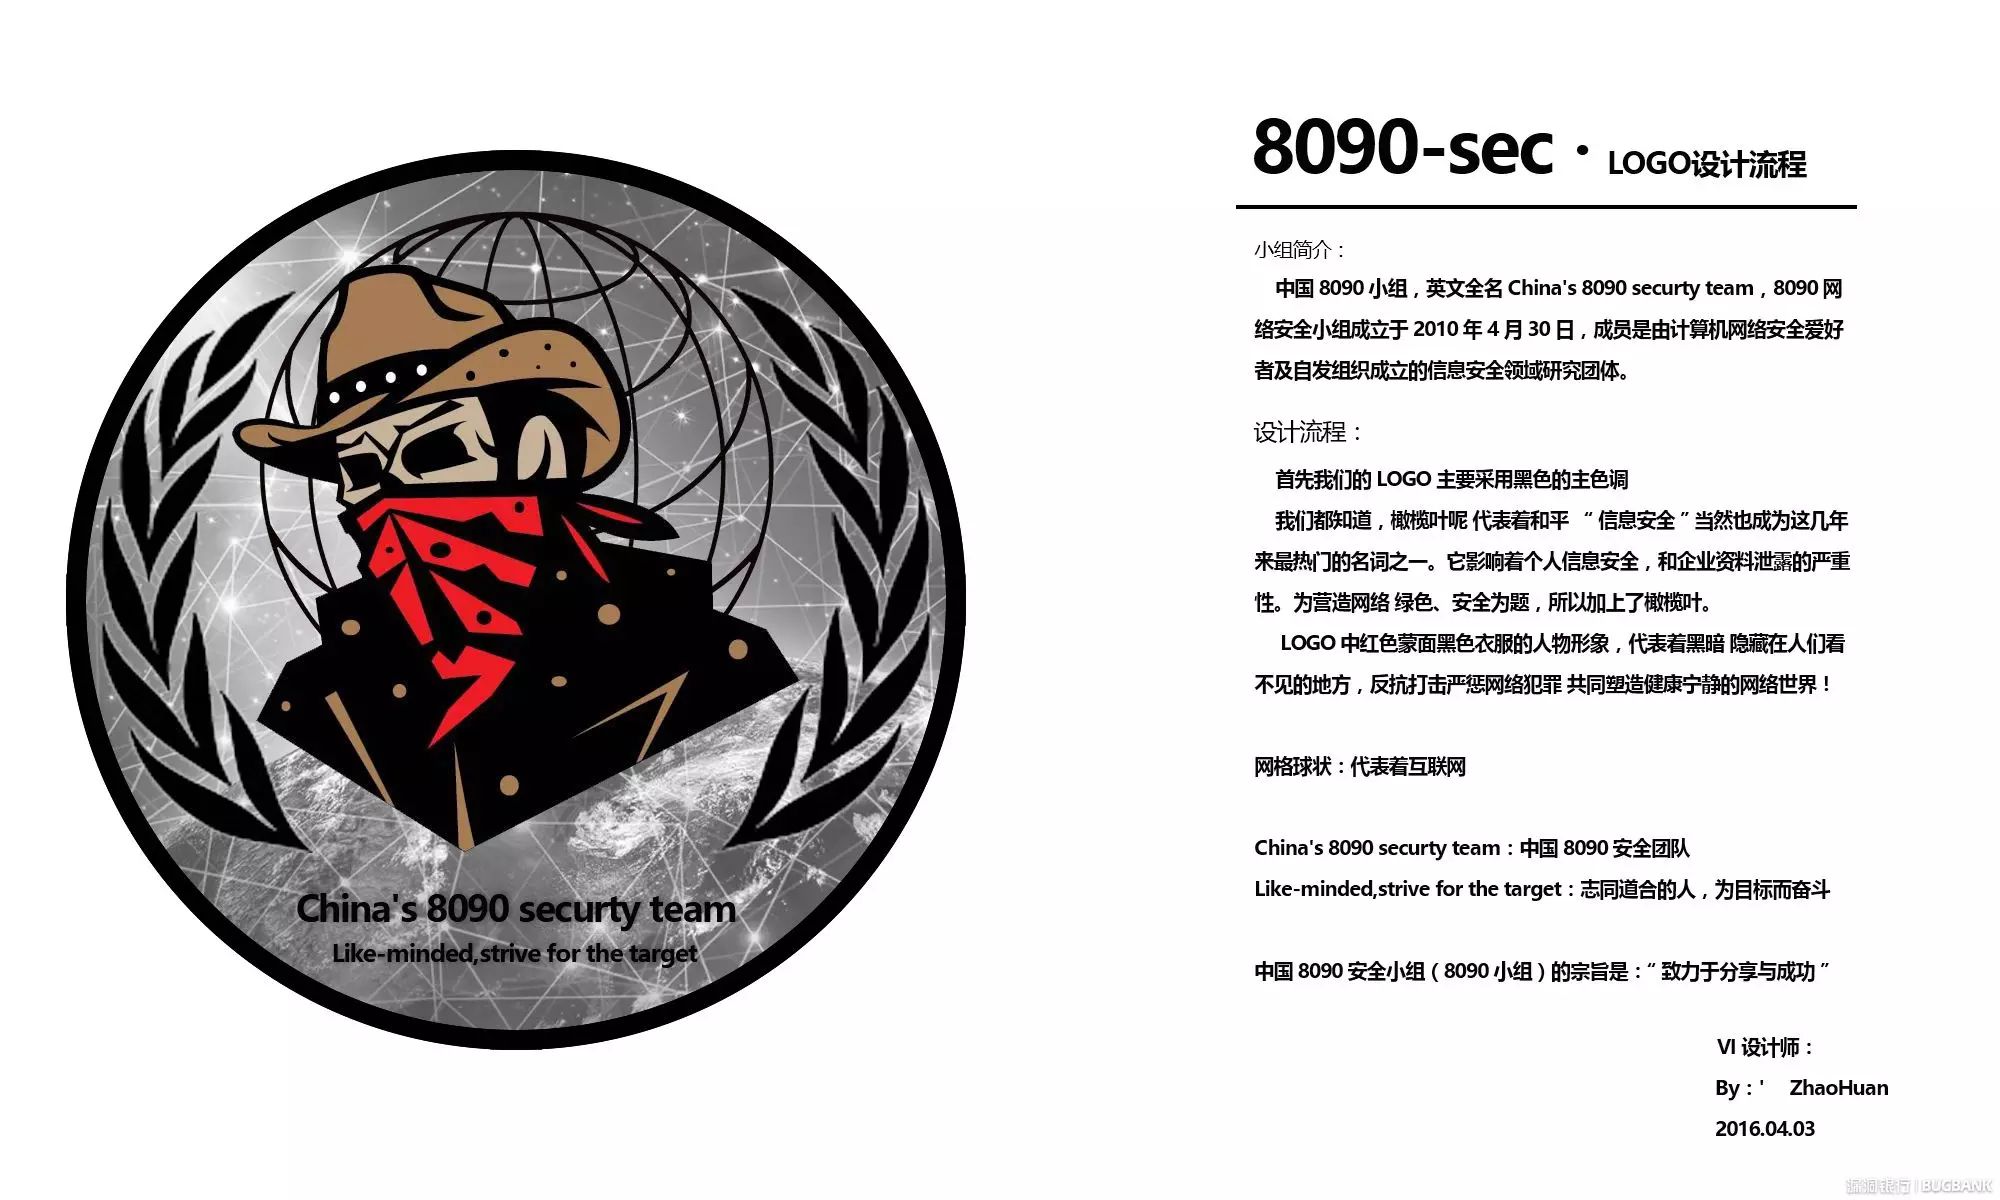 China's 8090 securty team
Like-minded,strive for the target
8090-sec · LOGO设计流程
小组简介：
中国 8090 小组，英文全名 China's 8090 securty team，8090 网
络安全小组成立于 2010 年 4 月 30 日，成员是由计算机网络安全爱好
者及自发组织成立的信息安全领域研究团体。
设计流程：
首先我们的 LOGO 主要采用黑色的主色调
我们都知道，橄榄叶呢 代表着和平 “ 信息安全 ” 当然也成为这几年
来最热门的名词之一。它影响着个人信息安全，和企业资料泄露的严重
性。为营造网络 绿色、安全为题，所以加上了橄榄叶。
LOGO 中红色蒙面黑色衣服的人物形象，代表着黑暗 隐藏在人们看
不见的地方，反抗打击严惩网络犯罪 共同塑造健康宁静的网络世界！
网格球状：代表着互联网
China's 8090 securty team：中国 8090 安全团队
Like-minded,strive for the target：志同道合的人，为目标而奋斗
中国 8090 安全小组（8090 小组）的宗旨是：“ 致力于分享与成功 ”
VI 设计师：
By：' ZhaoHuan
2016.04.03
漏洞银行 | BUGBANK